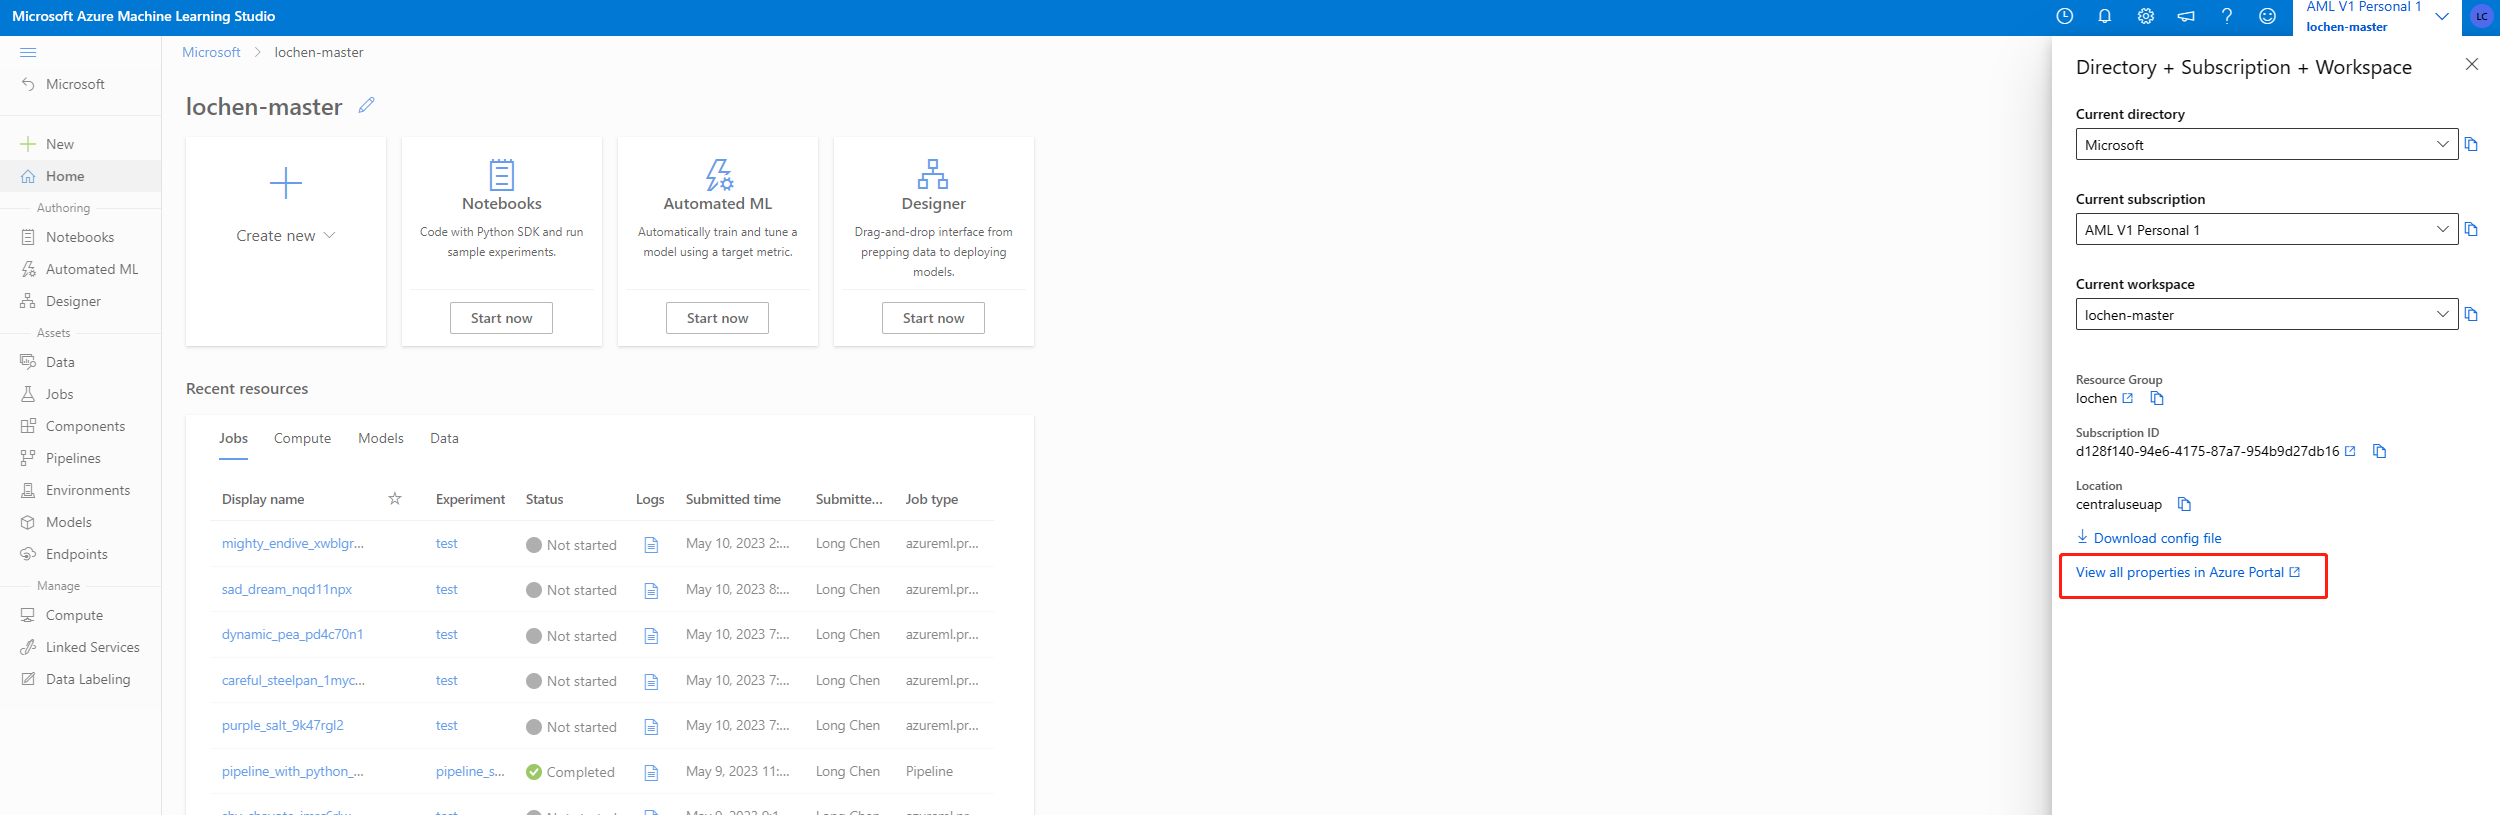 Microsoft Azure Machine Learning Studio
AML V1 Personal 1
lochen-master
LC
Microsoft
New
Home
Authoring
Notebooks
Automated ML
Designer
Assets
Data
Jobs
Components
Pipelines
Environments
Models
Endpoints
Manage
Compute
Linked Services
Data Labeling
Microsoft > lochen-master
lochen-master
Create new
Notebooks
Code with Python SDK and run
sample experiments.
Start now
Automated ML
Automatically train and tune a
model using a target metric.
Start now
Designer
Drag-and-drop interface from
prepping data to deploying
models.
Start now
Recent resources
Jobs Compute Models Data
Display name Experiment Status Logs Submitted time Submitte... Job type
mighty_endive_xwblgr... test Not started May 10, 2023 2:... Long Chen azureml.pr...
sad_dream_nqd11npx test Not started May 10, 2023 8:... Long Chen azureml.pr...
dynamic_pea_pd4c70n1 test Not started May 10, 2023 7:... Long Chen azureml.pr...
careful_steelpan_1myc... test Not started May 10, 2023 7:... Long Chen azureml.pr...
purple_salt_9k47rgl2 test Not started May 10, 2023 7:... Long Chen azureml.pr...
pipeline_with_python_... pipeline_s... Completed May 9, 2023 11:... Long Chen Pipeline
test Not started Long Chen azureml.pr...
Directory + Subscription + Workspace
Current directory
Microsoft
Current subscription
AML V1 Personal 1
Current workspace
lochen-master
Resource Group
lochen
Subscription ID
d128f140-94e6-4175-87a7-954b9d27db16
Location
centraluseuap
Download config file
View all properties in Azure Portal